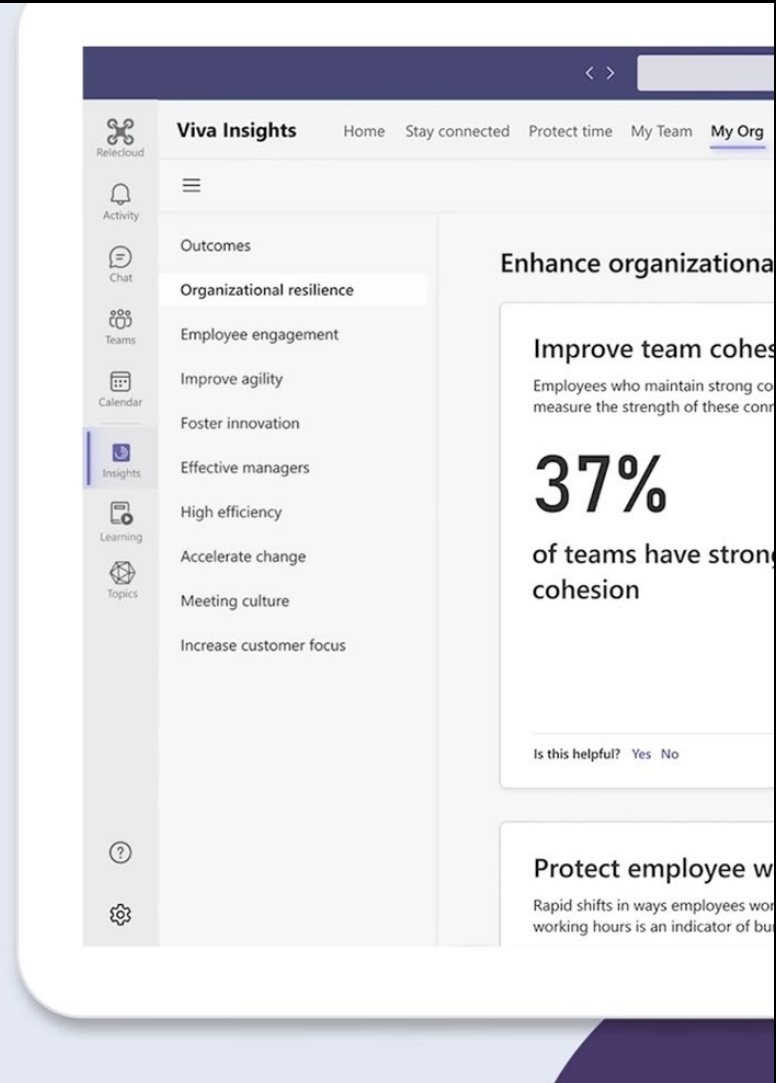 Relecloud
Viva Insights
Home
Stay connected
Protect time
My Team
My Org
Activity
Chat
Teams
Calendar
Insights
Learning
Topics
Outcomes
Organizational resilience
Employee engagement
Improve agility
Foster innovation
Effective managers
High efficiency
Accelerate change
Meeting culture
Increase customer focus
Enhance organizationa
Improve team cohes
Employees who maintain strong co
measure the strength of these conn
37%
of teams have strong
cohesion
Is this helpful? Yes No
Protect employee w
Rapid shifts in ways employees wor
working hours is an indicator of bu